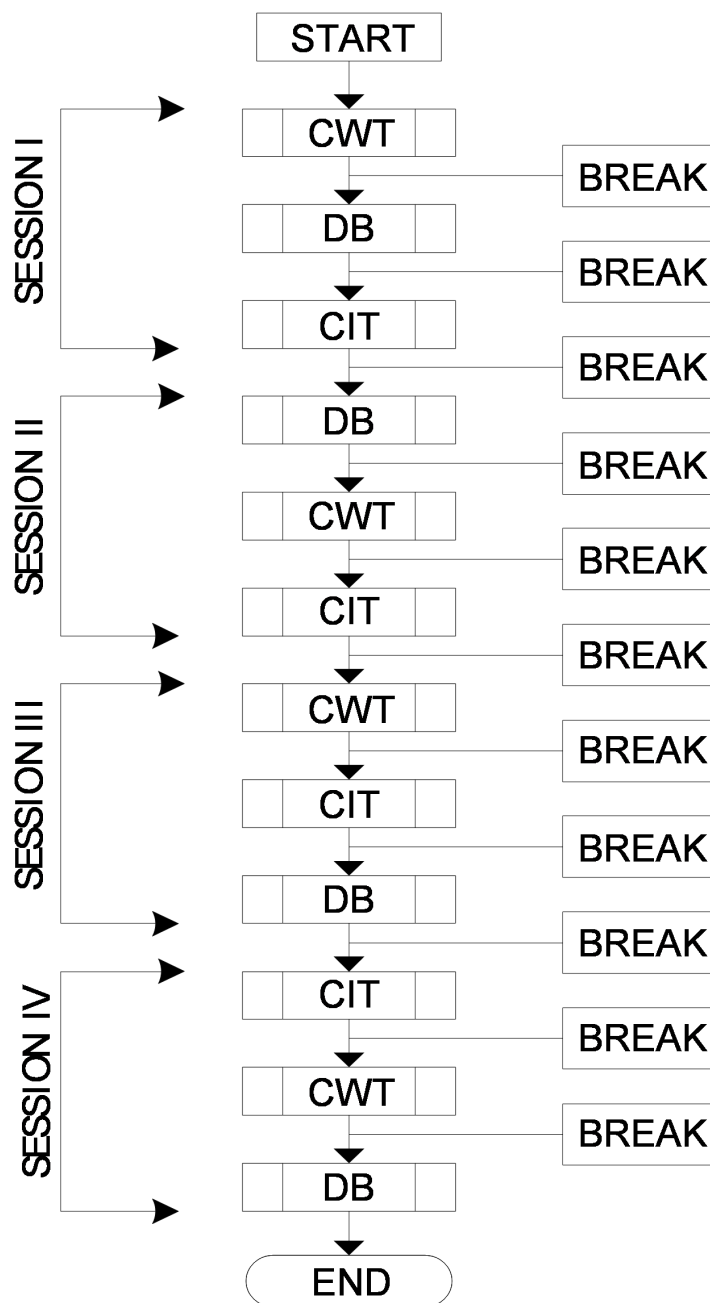 START
SESSION I
CWT
BREAK
DB
BREAK
CIT
BREAK
SESSION II
DB
BREAK
CWT
BREAK
CIT
BREAK
SESSION III
CWT
BREAK
CIT
BREAK
DB
BREAK
SESSION IV
CIT
BREAK
CWT
BREAK
DB
END